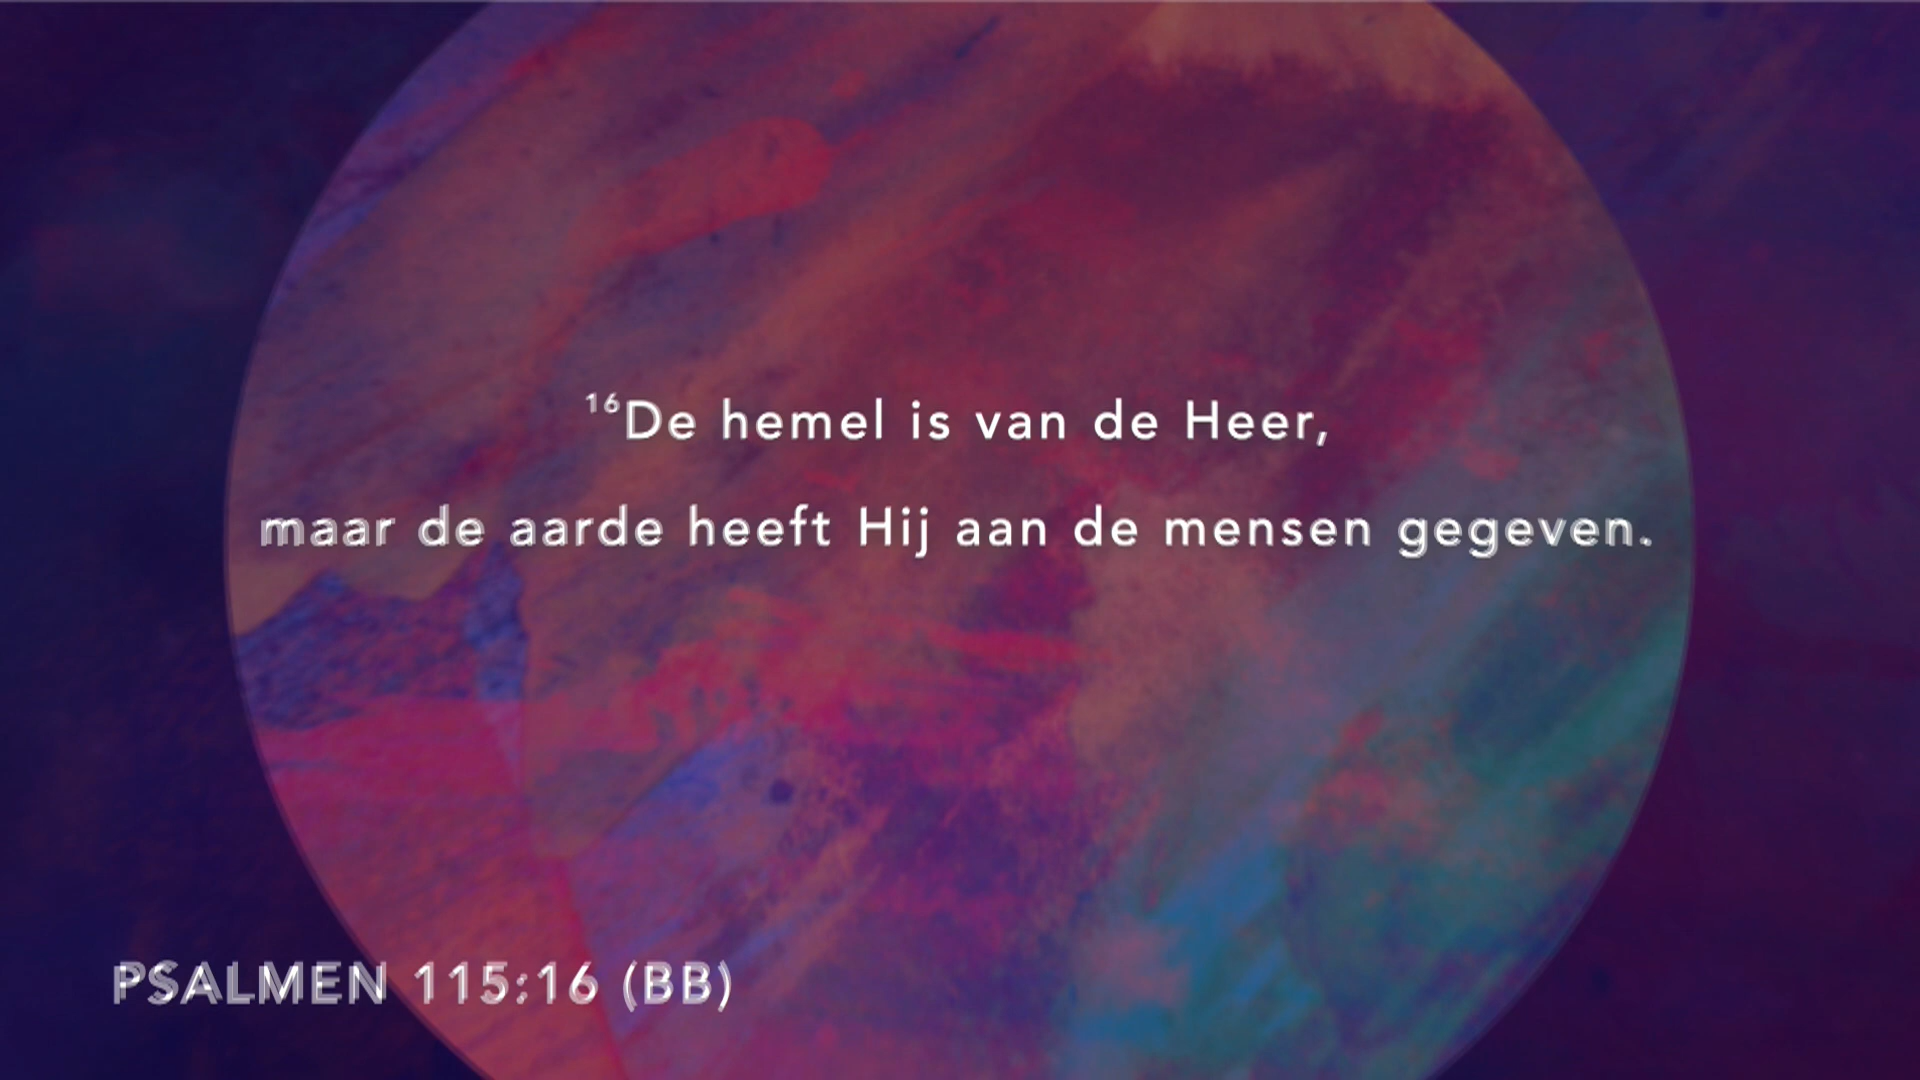 ¹⁶De hemel is van de Heer,
maar de aarde heeft Hij aan de mensen gegeven.
PSALMEN 115:16 (BB)